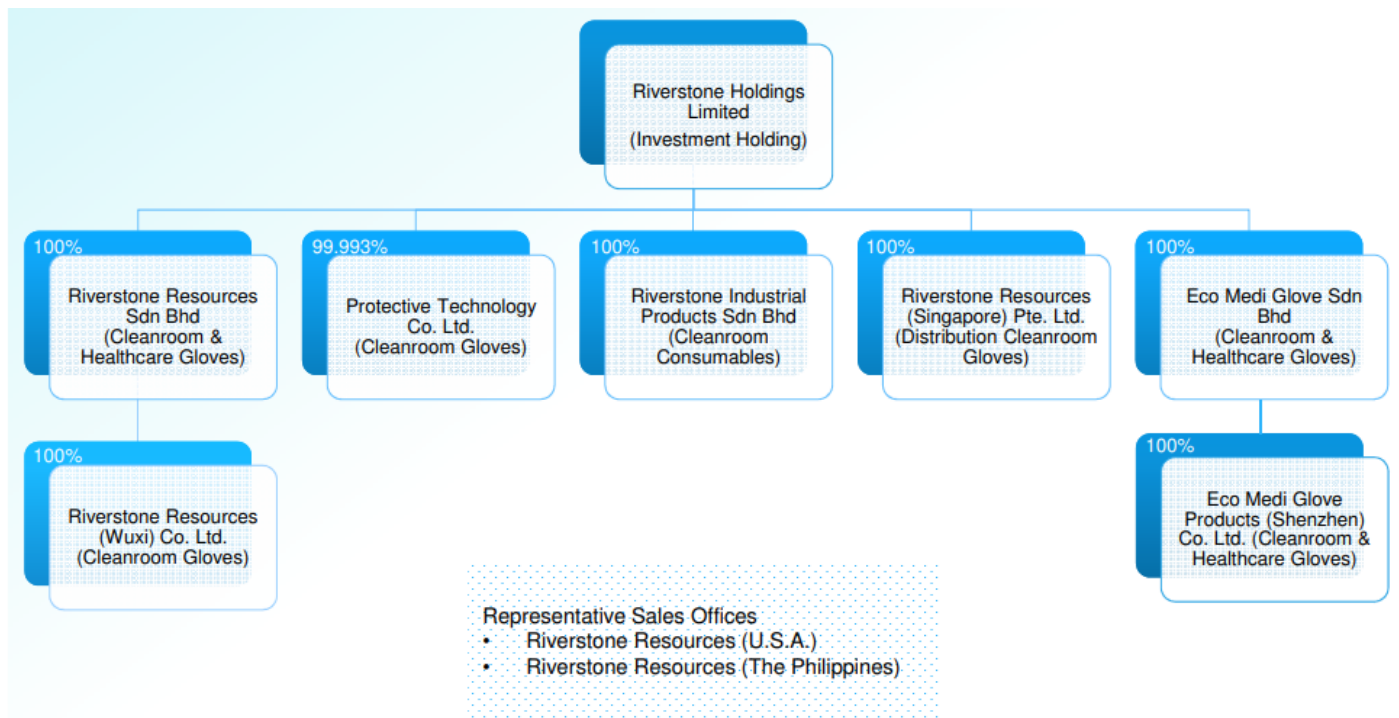 Riverstone Holdings
Limited
(Investment Holding)
100%
Riverstone Resources
Sdn Bhd
(Cleanroom &
Healthcare Gloves)
99.993%
Protective Technology
Co. Ltd.
(Cleanroom Gloves)
100%
Riverstone Industrial
Products Sdn Bhd
(Cleanroom
Consumables)
100%
Riverstone Resources
(Singapore) Pte. Ltd.
(Distribution Cleanroom
Gloves)
100%
Eco Medi Glove Sdn
Bhd
(Cleanroom &
Healthcare Gloves)
100%
Riverstone Resources
(Wuxi) Co. Ltd.
(Cleanroom Gloves)
100%
Eco Medi Glove
Products (Shenzhen)
Co. Ltd. (Cleanroom &
Healthcare Gloves)
Representative Sales Offices
• Riverstone Resources (U.S.A.)
• Riverstone Resources (The Philippines)